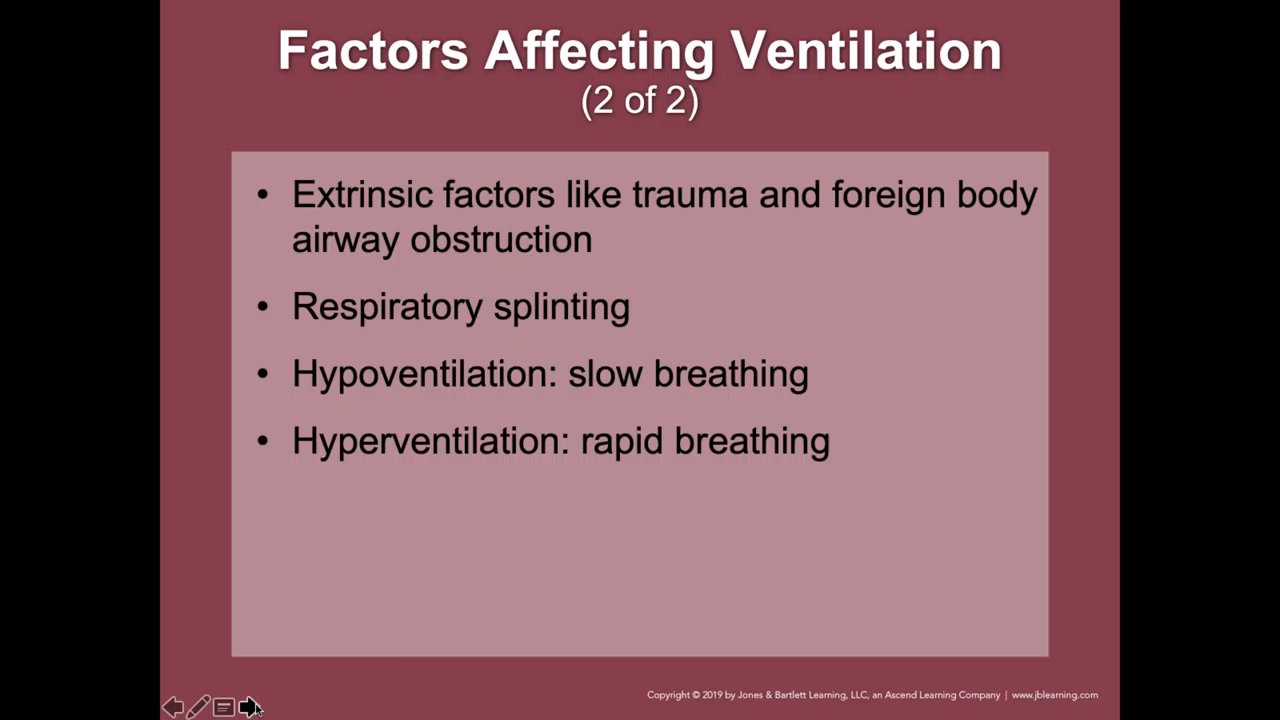 Factors Affecting Ventilation
(2 of 2)
• Extrinsic factors like trauma and foreign body
airway obstruction
• Respiratory splinting
• Hypoventilation: slow breathing
• Hyperventilation: rapid breathing
Copyright © 2019 by Jones & Bartlett Learning, LLC, an Ascend Learning Company | www.jblearning.com